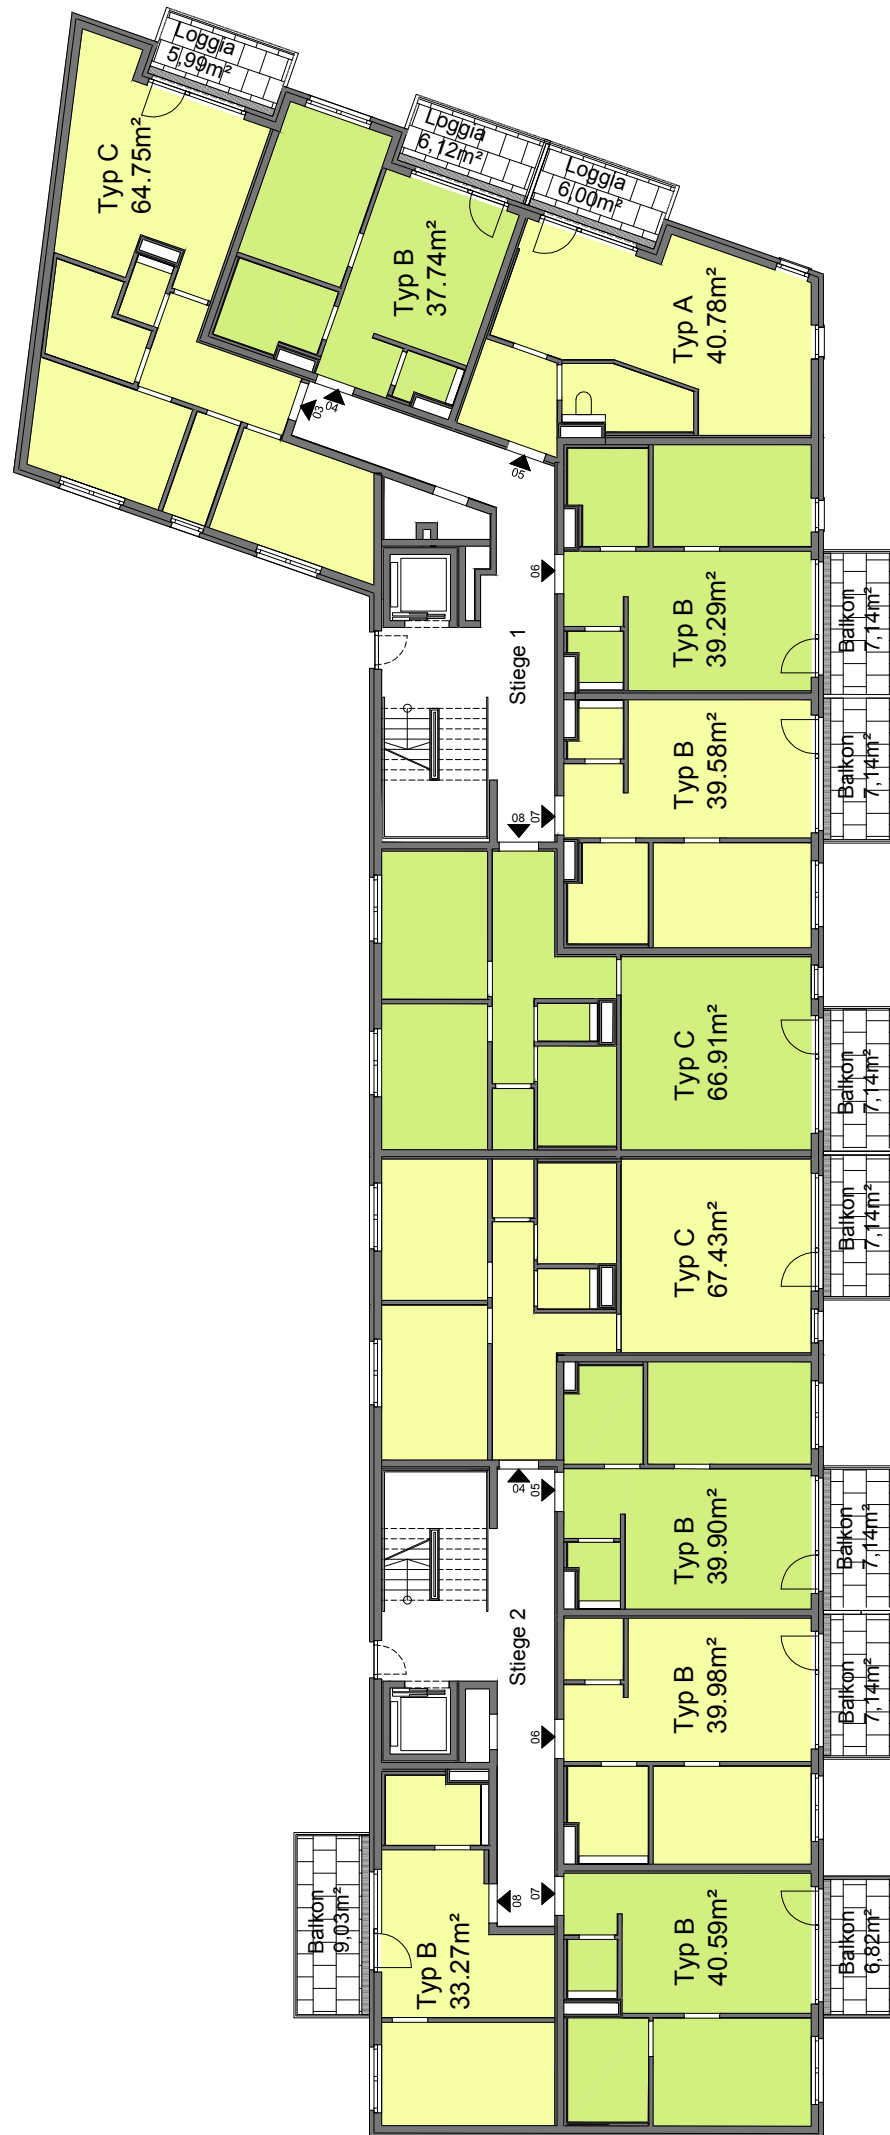 Loggia
5,99m²
Typ C
64.75m²
Loggia
6,12m²
Loggia
6,00m²
Typ B
37.74m²
Typ A
40.78m²
03
04
05
06
Typ B
39.29m²
Balkon
7,14m²
Stiege 1
Typ B
39.58m²
Balkon
7,14m²
08
07
Typ C
66.91m²
Balkon
7,14m²
Typ C
67.43m²
Balkon
7,14m²
04
05
Typ B
39.90m²
Balkon
7,14m²
Stiege 2
06
Typ B
39.98m²
Balkon
7,14m²
Balkon
9,03m²
Typ B
33.27m²
08
07
Typ B
40.59m²
Balkon
6,82m²